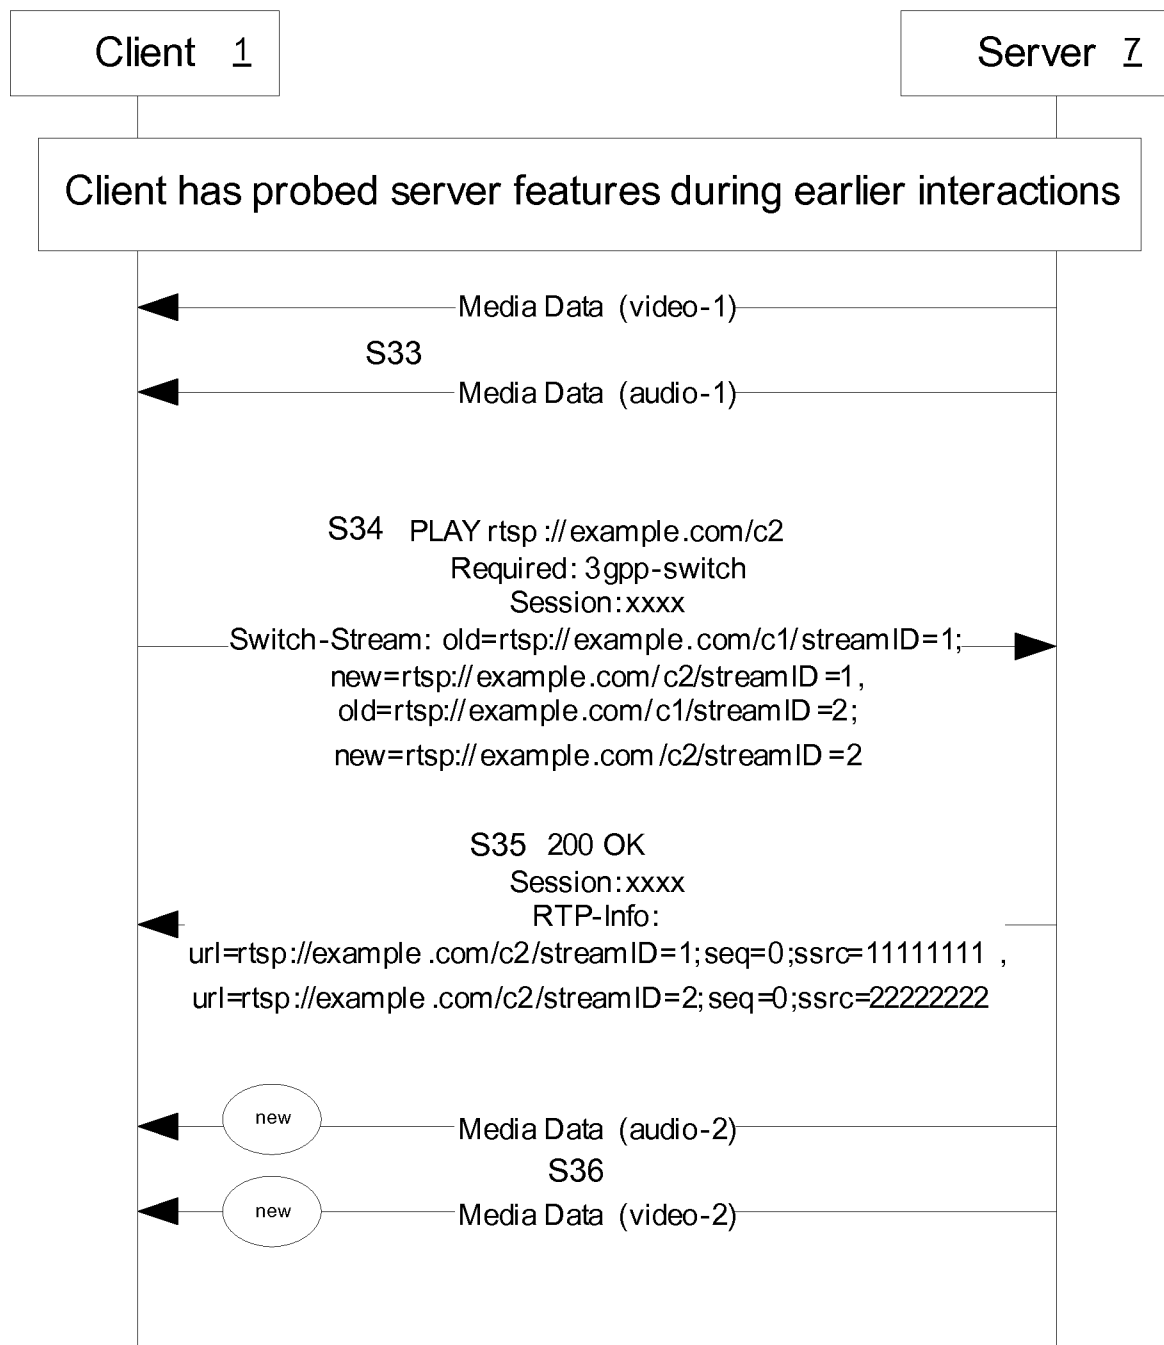 Client 1
Server 7
Client has probed server features during earlier interactions
Media Data (video-1)
S33
Media Data (audio-1)
S34 PLAY rtsp://example.com/c2
Required: 3gpp-switch
Session:xxxx
Switch-Stream: old=rtsp://example.com/c1/streamID=1;
new=rtsp://example.com/c2/streamID=1,
old=rtsp://example.com/c1/streamID=2;
new=rtsp://example.com/c2/streamID=2
S35 200 OK
Session:xxxx
RTP-Info:
url=rtsp://example.com/c2/streamID=1;seq=0;ssrc=11111111 ,
url=rtsp://example.com/c2/streamID=2;seq=0;ssrc=22222222
new
Media Data (audio-2)
S36
new
Media Data (video-2)